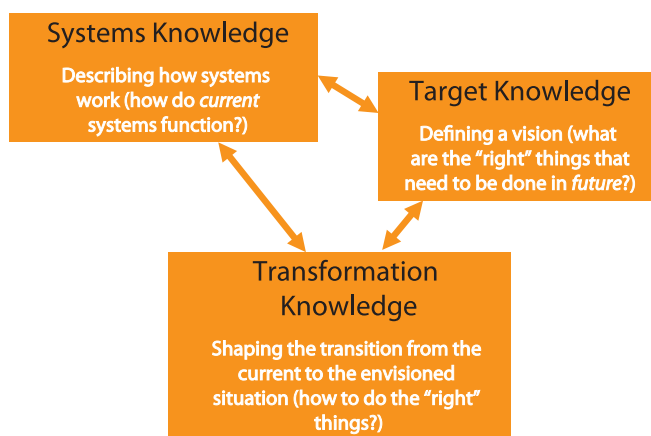 Systems Knowledge
Describing how systems
work (how do current
systems function?)
Target Knowledge
Defining a vision (what
are the “right” things that
need to be done in future?)
Transformation
Knowledge
Shaping the transition from the
current to the envisioned
situation (how to do the “right”
things?)